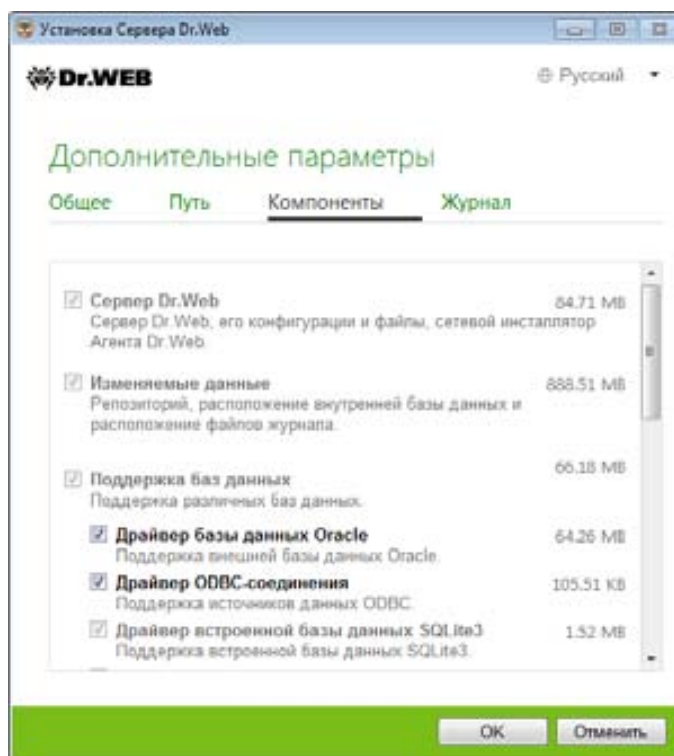 Установка Сервера Dr.Web
Dr.WEB
Русский
Дополнительные параметры
Общее Путь Компоненты Журнал
Сервер Dr.Web 84.71 MB
Сервер Dr.Web, его конфигурации и файлы, сетевой инсталлятор
Агента Dr.Web.
Изменяемые данные 888.51 MB
Репозиторий, расположение внутренней базы данных и
расположение файлов журнала.
Поддержка баз данных 66.18 MB
Поддержка различных баз данных.
Драйвер базы данных Oracle 64.26 MB
Поддержка внешней базы данных Oracle.
Драйвер ODBC-соединения 105.51 KB
Поддержка источников данных ODBC.
Драйвер встроенной базы данных SQLite3 1.52 MB
Поддержка встроенной базы данных SQLite3.
OK Отменить